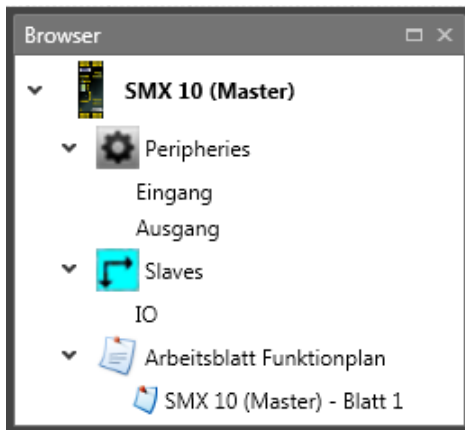 Browser
SMX 10 (Master)
Peripheries
Eingang
Ausgang
Slaves
IO
Arbeitsblatt Funktionplan
SMX 10 (Master) - Blatt 1